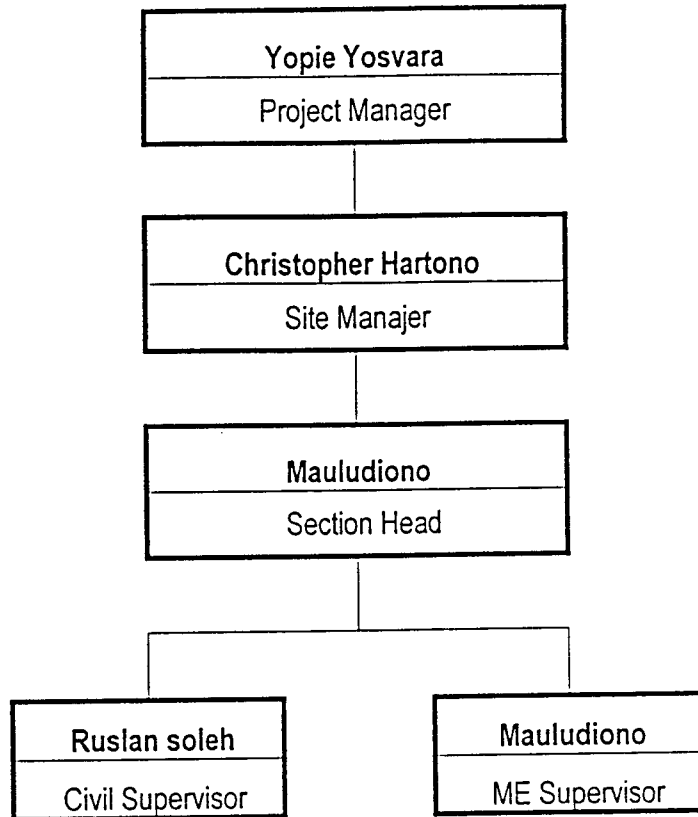 Yopie Yosvara
Project Manager
Christopher Hartono
Site Manajer
Mauludiono
Section Head
Ruslan soleh
Civil Supervisor
Mauludiono
ME Supervisor